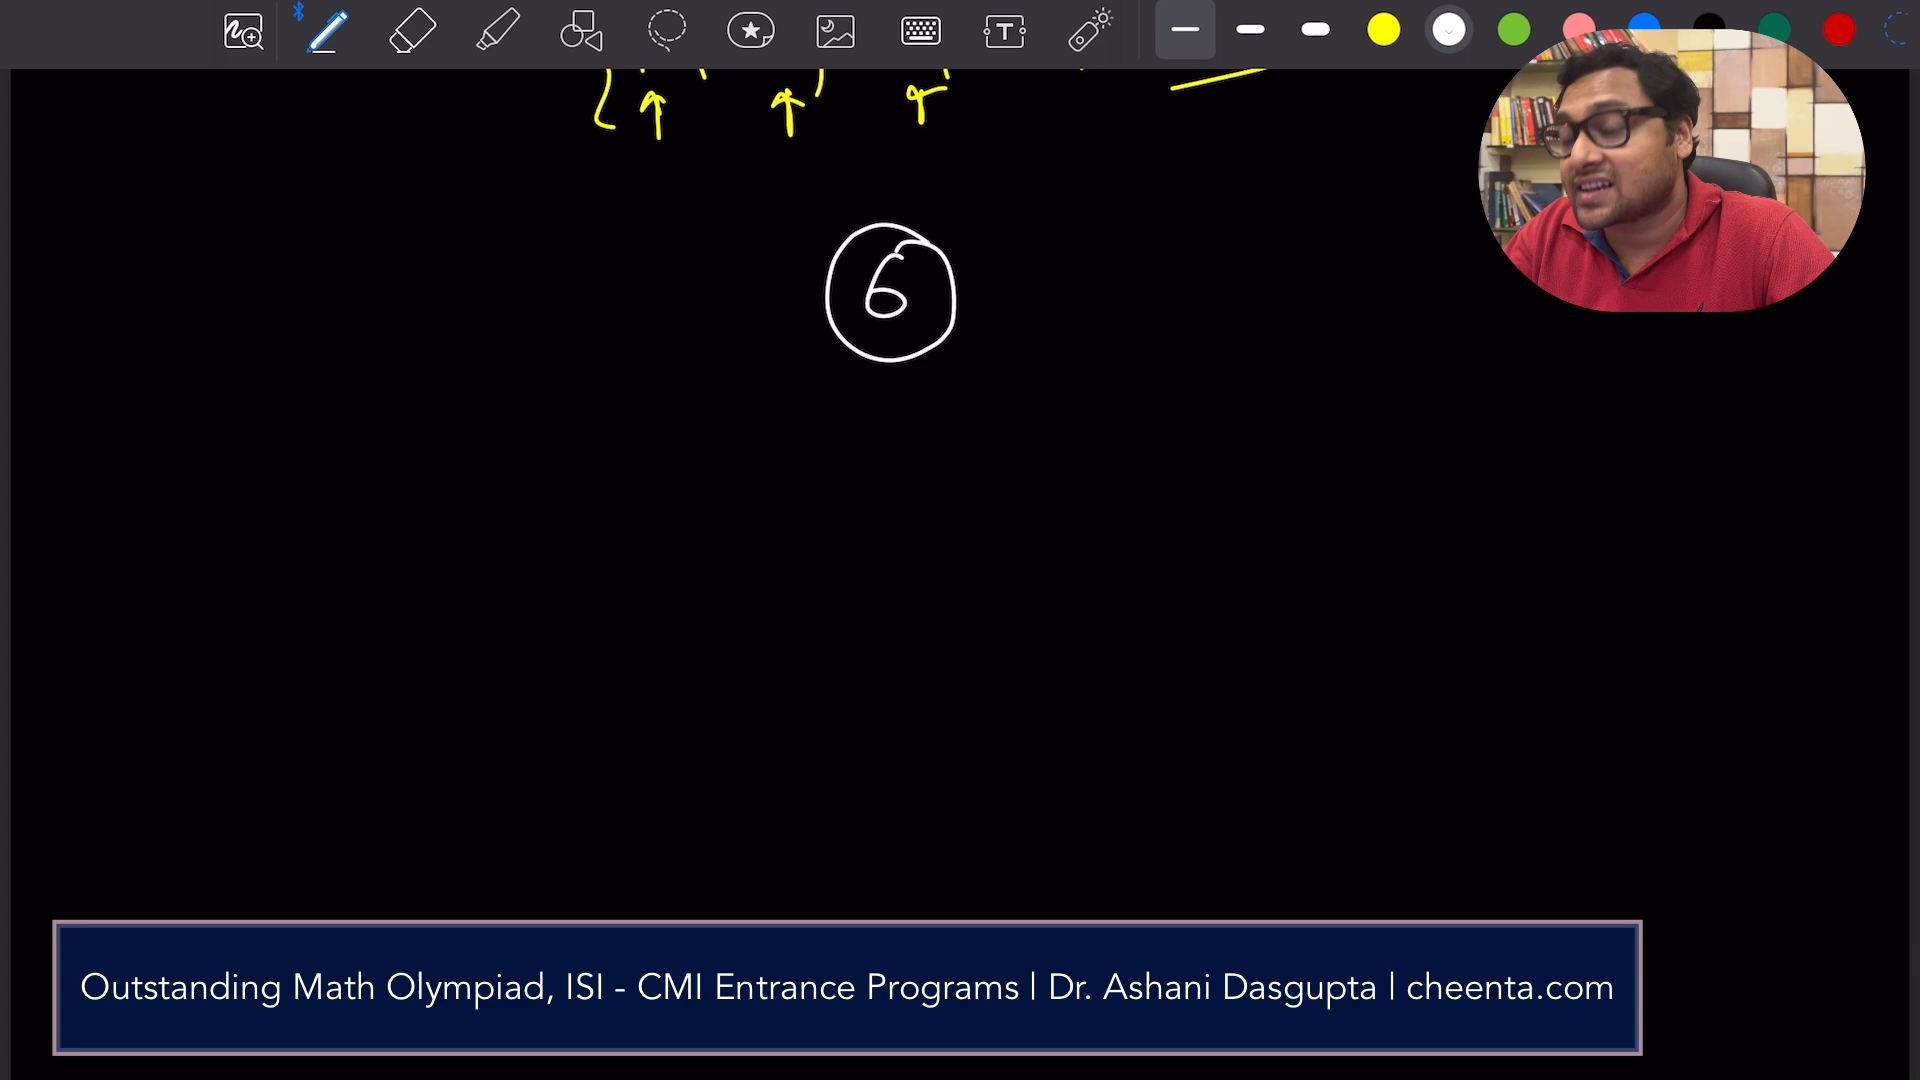 6
Outstanding Math Olympiad, ISI - CMI Entrance Programs | Dr. Ashani Dasgupta | cheenta.com